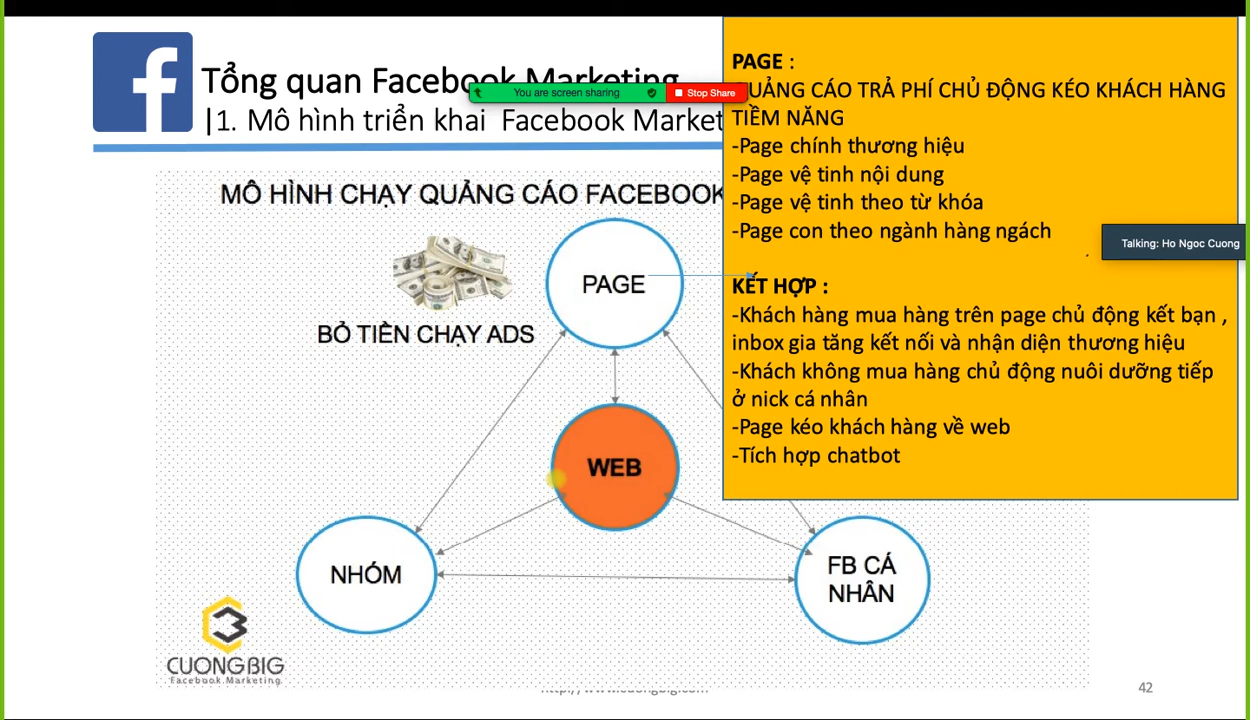 Tổng quan Facebook Marketing
|1. Mô hình triển khai Facebook Market
You are screen sharing
Stop Share
MÔ HÌNH CHẠY QUẢNG CÁO FACEBOOK
BỎ TIỀN CHẠY ADS
PAGE
WEB
NHÓM
FB CÁ
NHÂN
PAGE :
UẢNG CÁO TRẢ PHÍ CHỦ ĐỘNG KÉO KHÁCH HÀNG
TIỀM NĂNG
-Page chính thương hiệu
-Page vệ tinh nội dung
-Page vệ tinh theo từ khóa
-Page con theo ngành hàng ngách
KẾT HỢP :
-Khách hàng mua hàng trên page chủ động kết bạn ,
inbox gia tăng kết nối và nhận diện thương hiệu
-Khách không mua hàng chủ động nuôi dưỡng tiếp
ở nick cá nhân
-Page kéo khách hàng về web
-Tích hợp chatbot
Talking: Ho Ngoc Cuong
CUONGBIG
Facebook Marketing
42